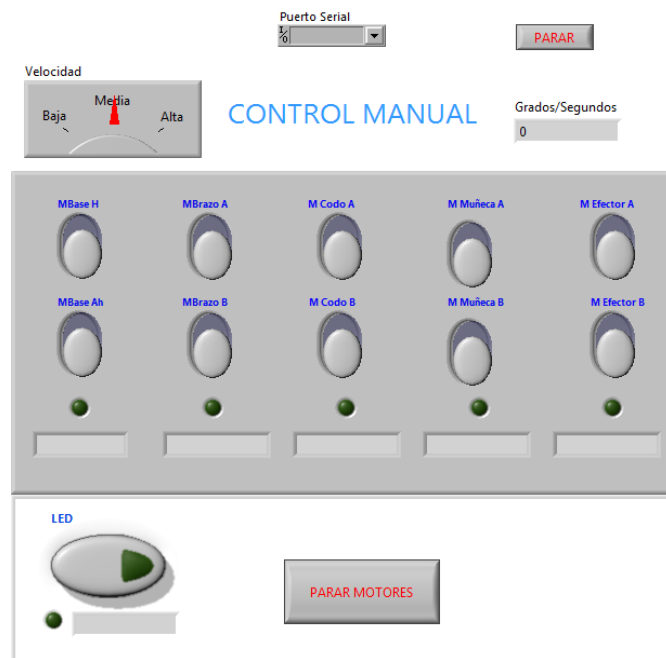 Puerto Serial
I/O
PARAR
Velocidad
Baja Media Alta
CONTROL MANUAL
Grados/Segundos
0
MBase H MBrazo A M Codo A M Muñeca A M Efector A
MBase Ah MBrazo B M Codo B M Muñeca B M Efector B
LED
PARAR MOTORES